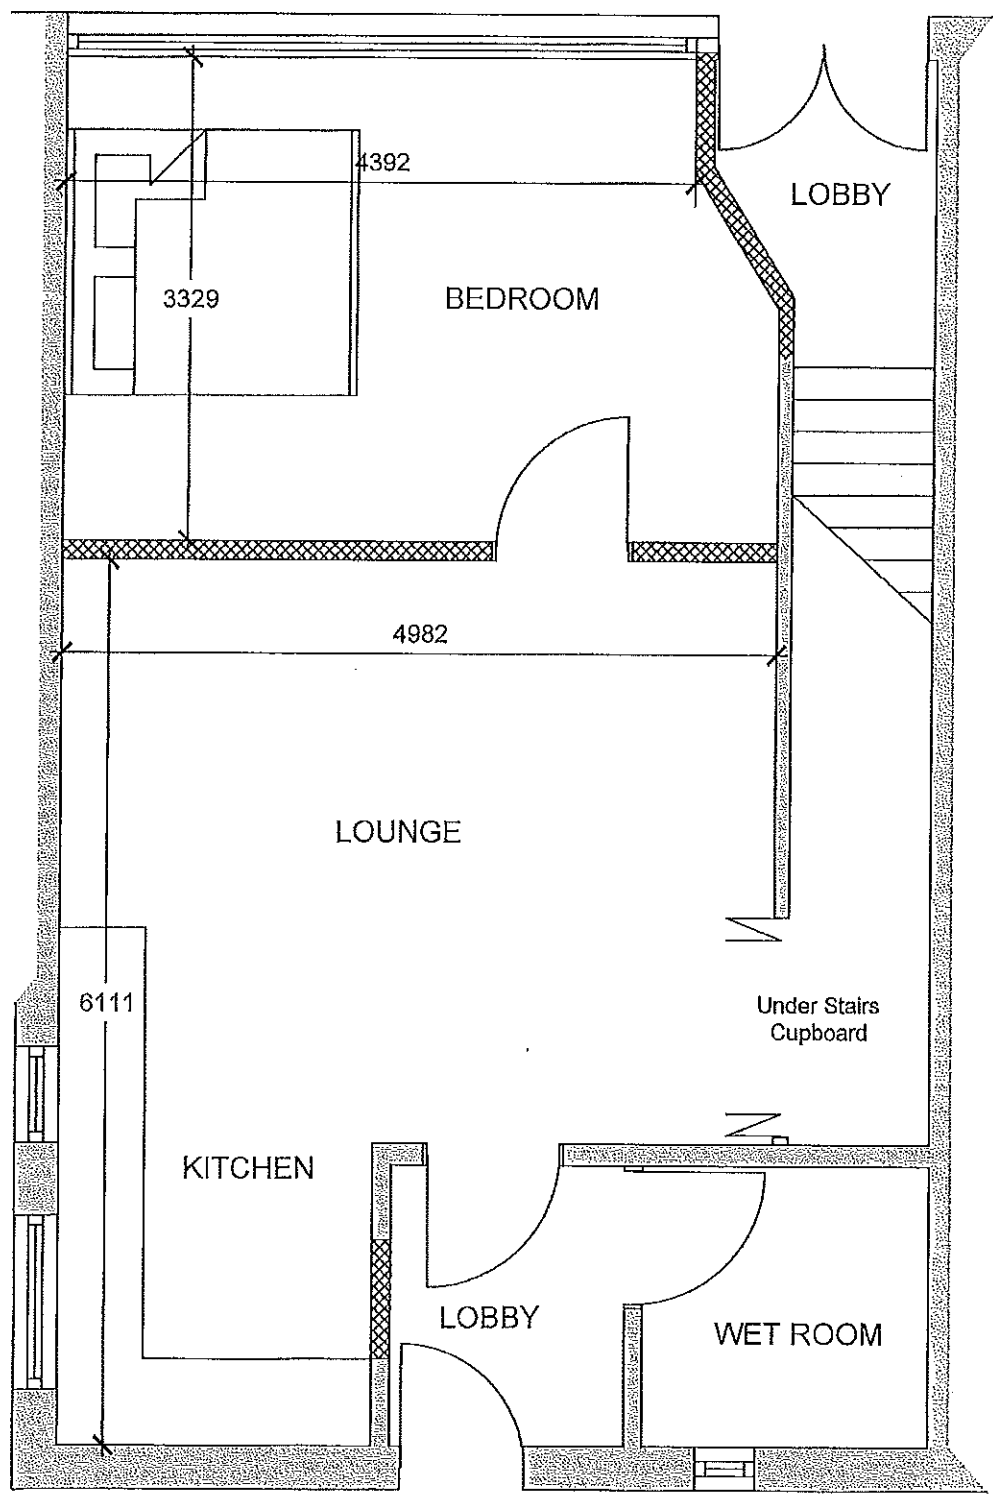 4392
LOBBY
3329
BEDROOM
4982
LOUNGE
6111
Under Stairs
Cupboard
KITCHEN
LOBBY
WET ROOM